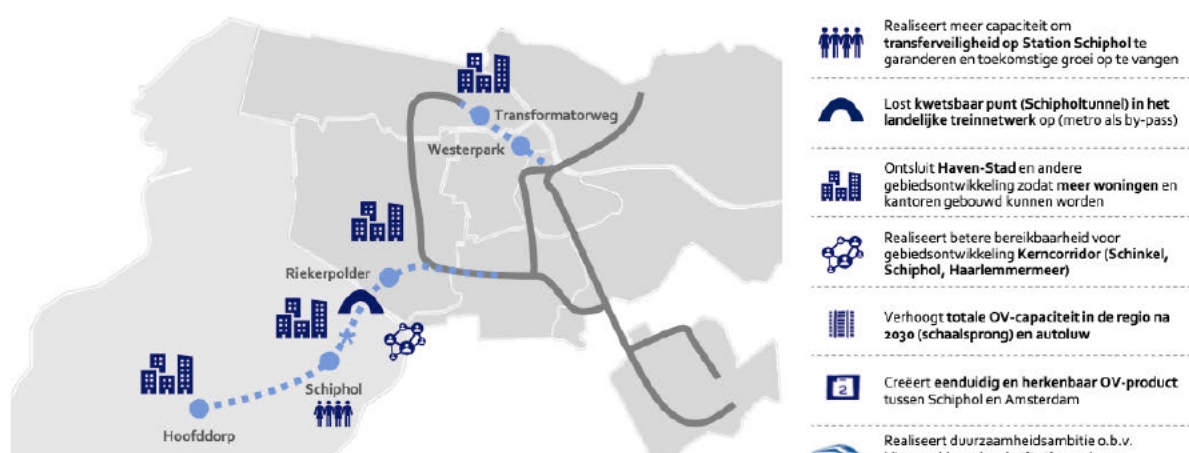 Transformatorweg
Westerpark
Riekerpolder
Schiphol
Hoofddorp
Realiseert meer capaciteit om
transferveiligheid op Station Schiphol te
garanderen en toekomstige groei op te vangen
Lost kwetsbaar punt (Schipholtunnel) in het
landelijke treinnetwerk op (metro als by-pass)
Ontsluit Haven-Stad en andere
gebiedsontwikkeling zodat meer woningen en
kantoren gebouwd kunnen worden
Realiseert betere bereikbaarheid voor
gebiedsontwikkeling Kerncorridor (Schinkel,
Schiphol, Haarlemmermeer)
Verhoogt totale OV-capaciteit in de regio na
2030 (schaalsprong) en autoluw
2
Creëert eenduidig en herkenbaar OV-product
tussen Schiphol en Amsterdam
Realiseert duurzaamheidsambitie o.b.v.